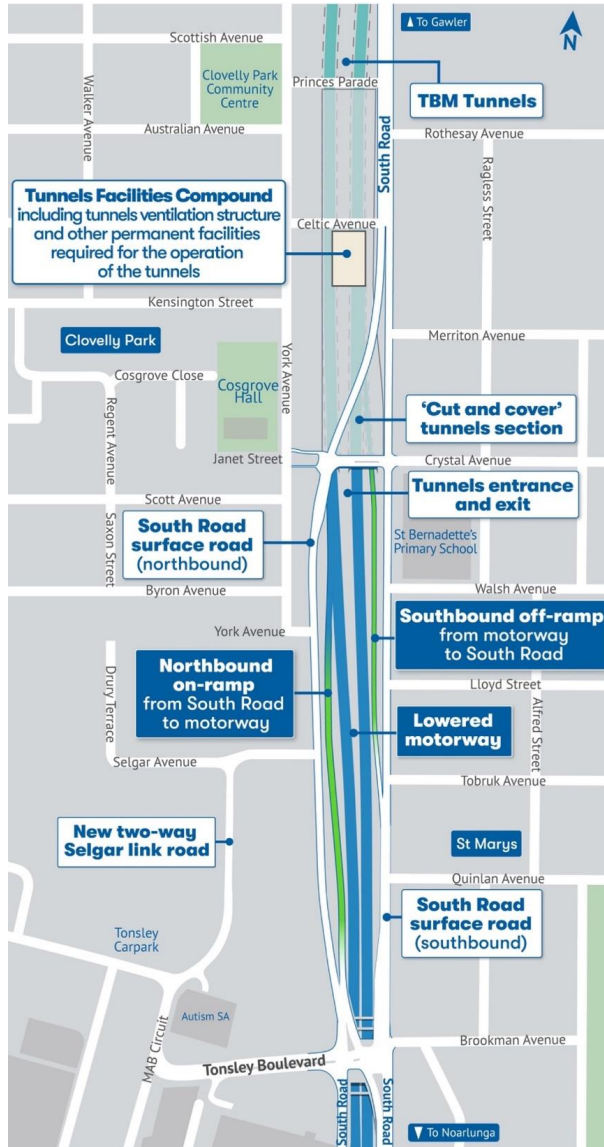 ▲ To Gawler
N
Scottish Avenue
Clovelly Park
Community
Centre
Walker Avenue
Princes Parade
TBM Tunnels
South Road
Australian Avenue
Rothesay Avenue
Ragless Street
Tunnels Facilities Compound
including tunnels ventilation structure
and other permanent facilities
required for the operation
of the tunnels
Celtic Avenue
Kensington Street
Merriton Avenue
Clovelly Park
York Avenue
Cosgrove Close
Cosgrove
Hall
Regent Avenue
'Cut and cover'
tunnels section
Janet Street
Crystal Avenue
Tunnels entrance
and exit
Scott Avenue
Saxon Street
South Road
surface road
(northbound)
St Bernadette's
Primary School
Byron Avenue
Walsh Avenue
York Avenue
Southbound off-ramp
from motorway
to South Road
Northbound
on-ramp
from South Road
to motorway
Drury Terrace
Lloyd Street
Alfred Street
Lowered
motorway
Selgar Avenue
Tobruk Avenue
New two-way
Selgar link road
St Marys
Quinlan Avenue
South Road
surface road
(southbound)
Tonsley
Carpark
Autism SA
MAB Circuit
Brookman Avenue
Tonsley Boulevard
South Road
South Road
▼ To Noarlunga